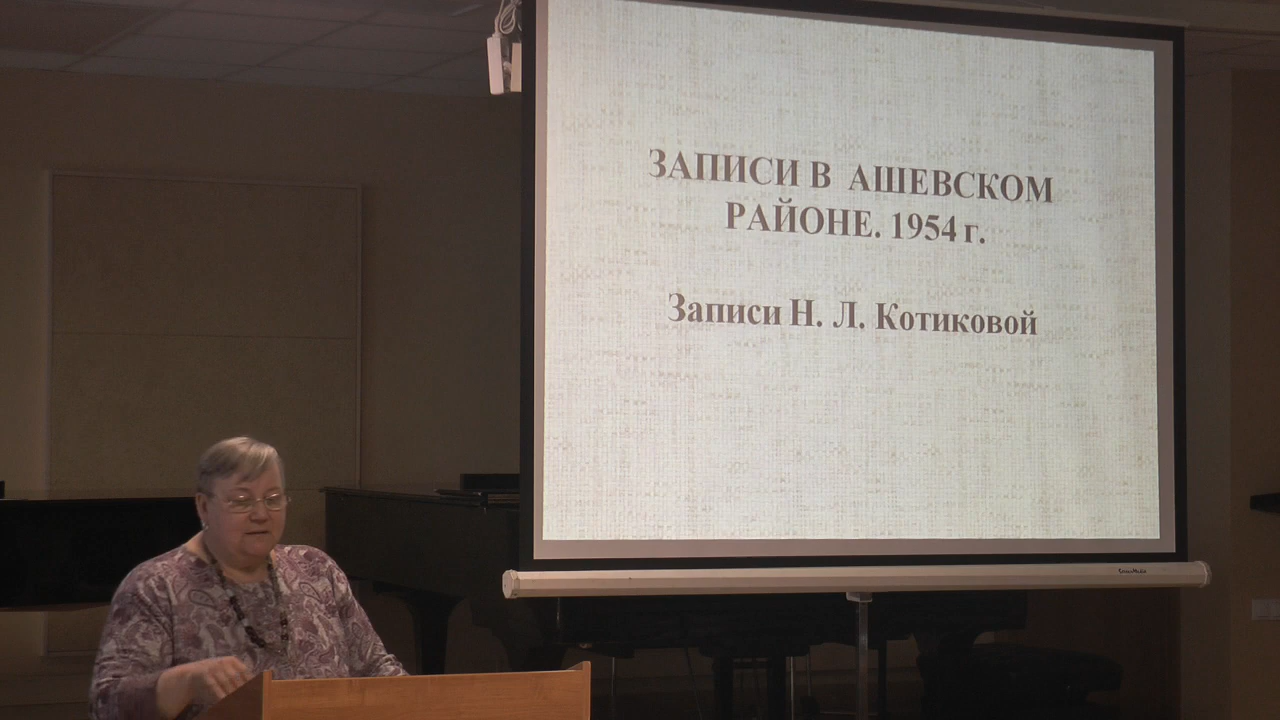 ЗАПИСИ В АШЕВСКОМ
РАЙОНЕ. 1954 г.
Записи Н. Л. Котиковой